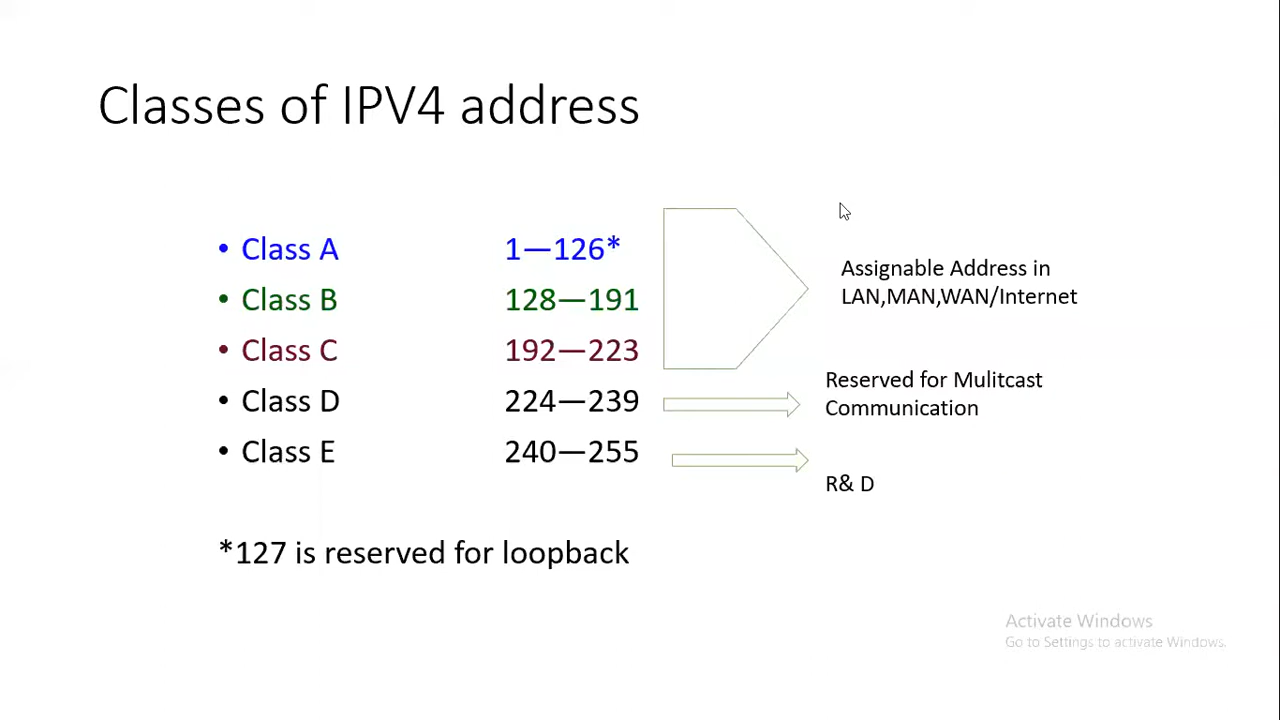 Classes of IPV4 address
• Class A 1—126*
• Class B 128—191
• Class C 192—223
• Class D 224—239
• Class E 240—255
Assignable Address in
LAN,MAN,WAN/Internet
Reserved for Mulitcast
Communication
R& D
*127 is reserved for loopback
Activate Windows
Go to Settings to activate Windows.